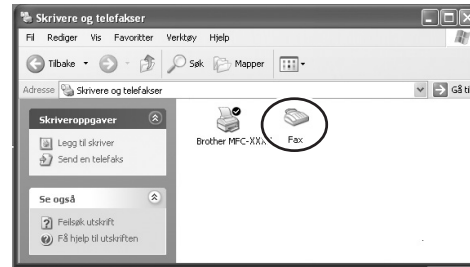 Skrivere og telefakser
Fil Rediger Vis Favoritter Verktøy Hjelp
Tilbake Søk Mapper
Adresse Skrivere og telefakser Gå ti
Skriveroppgaver
Legg til skriver
Send en telefaks
Se også
Feilsøk utskrift
Få hjelp til utskriften
Brother MFC-XXXX Fax